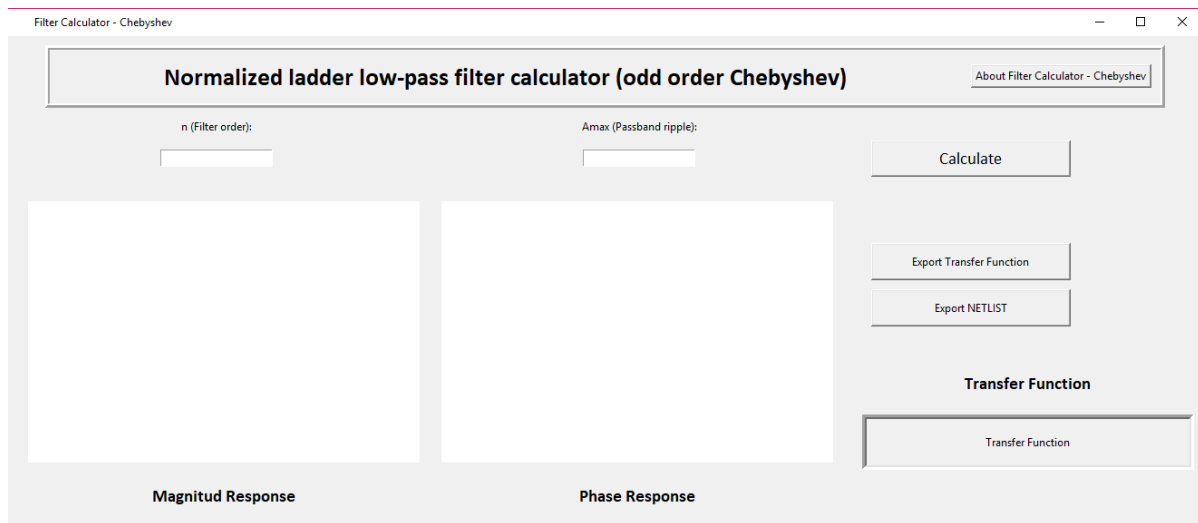 Filter Calculator - Chebyshev
Normalized ladder low-pass filter calculator (odd order Chebyshev)
About Filter Calculator - Chebyshev
n (Filter order):
Amax (Passband ripple):
Calculate
Export Transfer Function
Export NETLIST
Transfer Function
Transfer Function
Magnitud Response
Phase Response